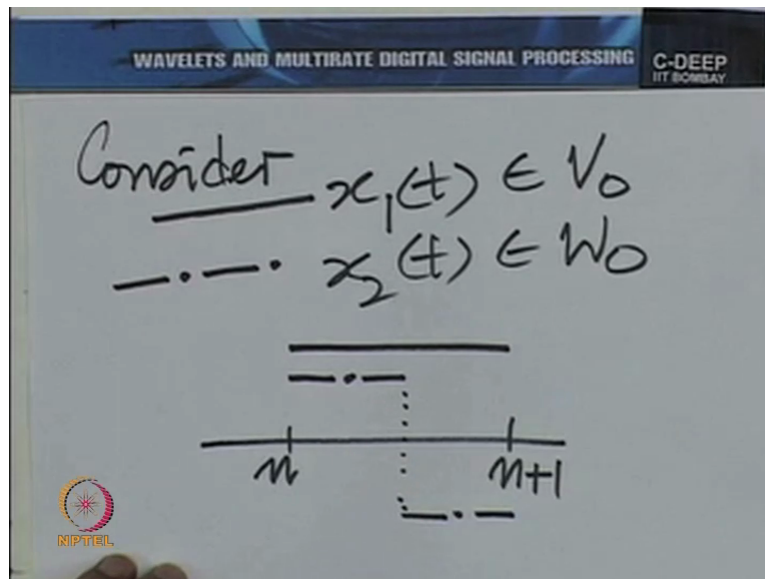 WAVELETS AND MULTIRATE DIGITAL SIGNAL PROCESSING
C-DEEP
IIT BOMBAY
Consider x₁(t) ∈ V₀
x₂(t) ∈ W₀
n n+1
NPTEL